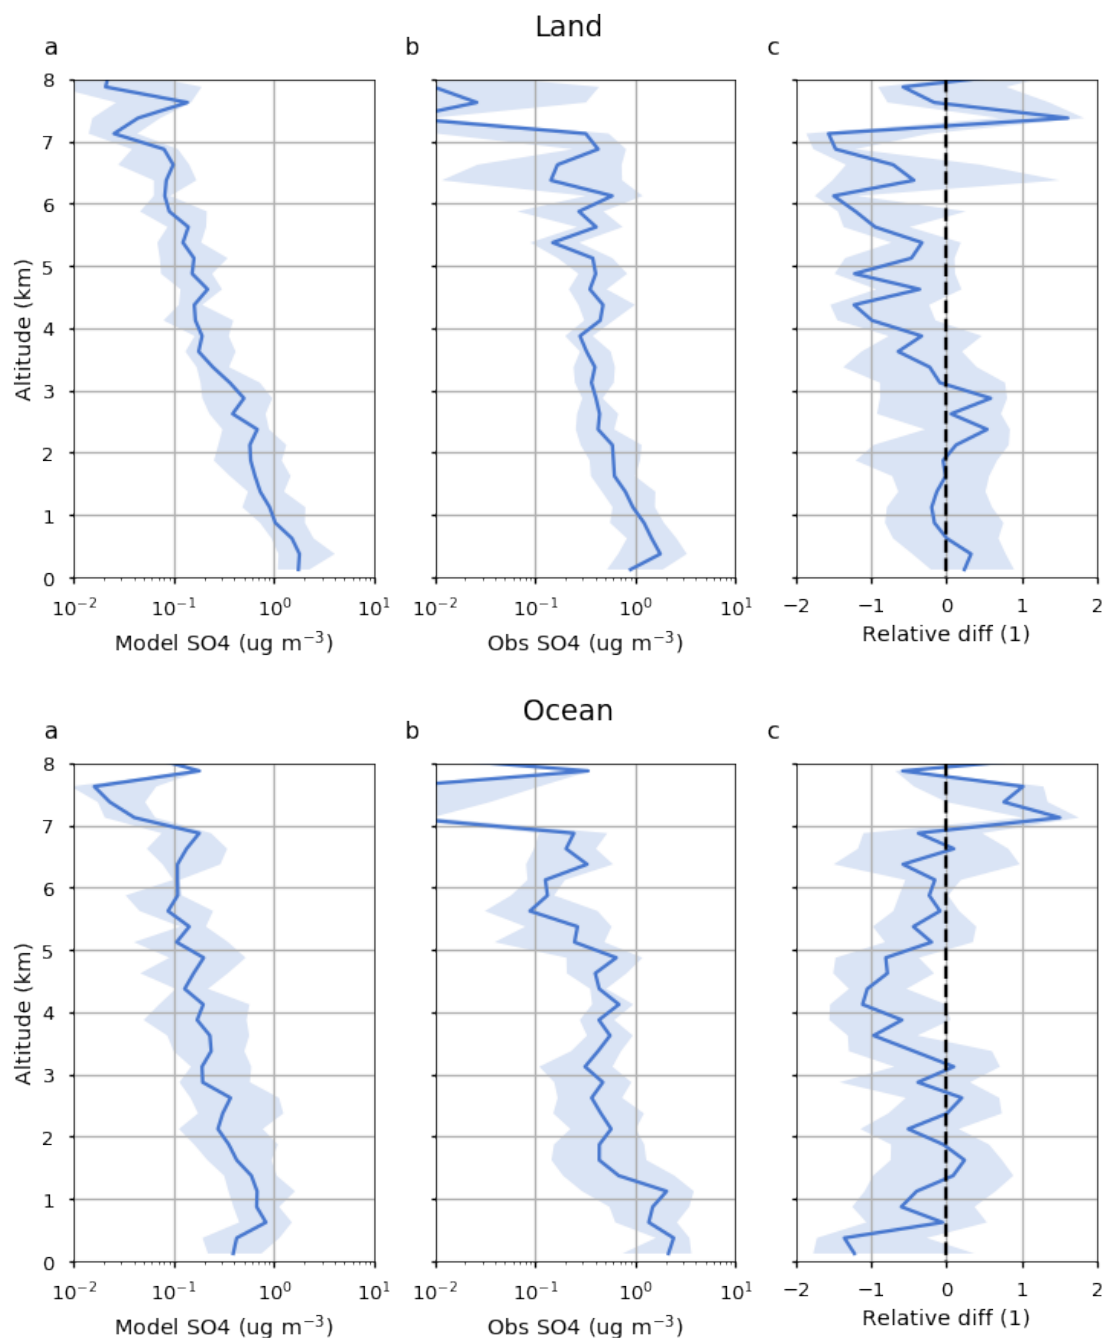 Land
a b c
8
7
6
5
4
3
2
1
0
Altitude (km)
10⁻² 10⁻¹ 10⁰ 10¹
Model SO4 (ug m⁻³)
10⁻² 10⁻¹ 10⁰ 10¹
Obs SO4 (ug m⁻³)
−2 −1 0 1 2
Relative diff (1)
Ocean
a b c
8
7
6
5
4
3
2
1
0
Altitude (km)
10⁻² 10⁻¹ 10⁰ 10¹
Model SO4 (ug m⁻³)
10⁻² 10⁻¹ 10⁰ 10¹
Obs SO4 (ug m⁻³)
−2 −1 0 1 2
Relative diff (1)